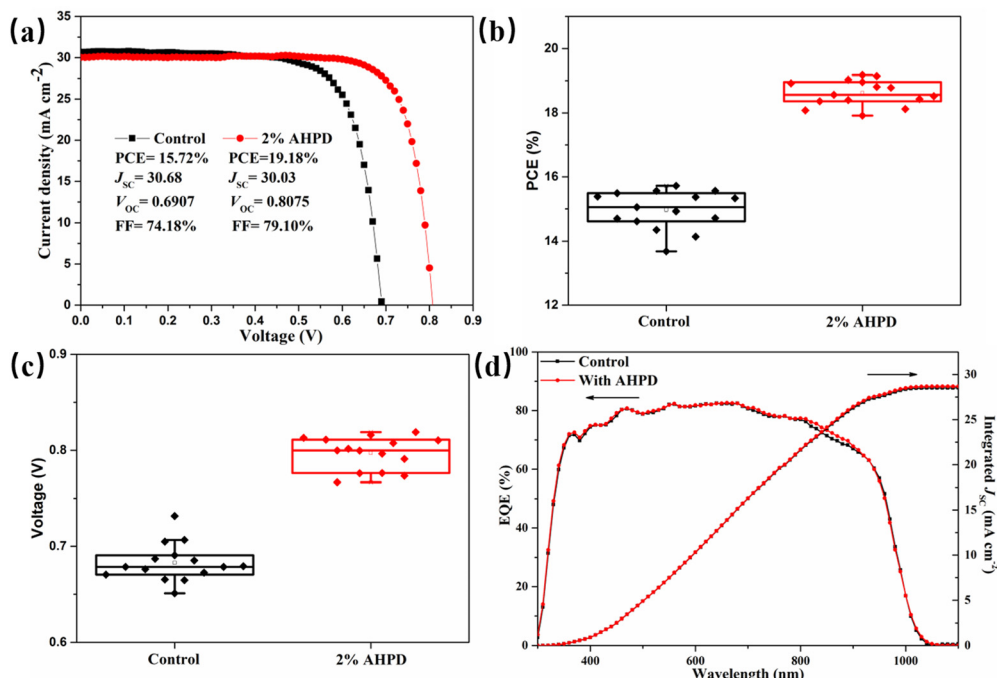 (a)
Current density (mA cm⁻²)
35
30
25
20
15
10
5
0
Control
2% AHPD
PCE= 15.72%
PCE=19.18%
J_SC = 30.68
J_SC = 30.03
V_OC = 0.6907
V_OC = 0.8075
FF= 74.18%
FF= 79.10%
0.0 0.1 0.2 0.3 0.4 0.5 0.6 0.7 0.8 0.9
Voltage (V)
(b)
PCE (%)
20
18
16
14
12
Control
2% AHPD
(c)
Voltage (V)
0.9
0.8
0.7
0.6
Control
2% AHPD
(d)
EQE (%)
100
80
60
40
20
0
Control
With AHPD
30
25
20
15
10
5
0
Integrated J_SC (mA cm⁻²)
400 600 800 1000
Wavelength (nm)